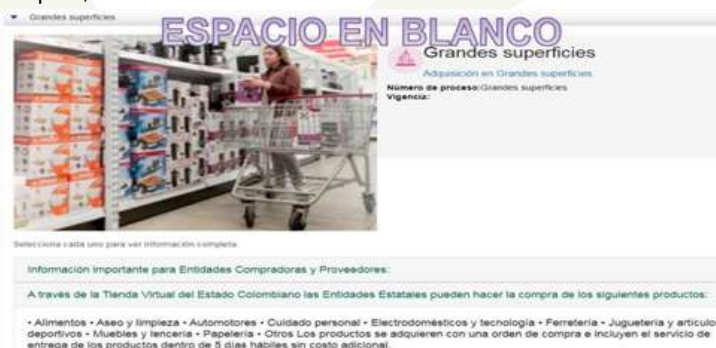 Grandes superficies
ESPACIO EN BLANCO
Grandes superficies
Adquisición en Grandes superficies
Número de proceso:Grandes superficies
Vigencia:
Selecciona cada uno para ver información completa:
Información importante para Entidades Compradoras y Proveedores:
A través de la Tienda Virtual del Estado Colombiano las Entidades Estatales pueden hacer la compra de los siguientes productos:
• Alimentos • Aseo y limpieza • Automotores • Cuidado personal • Electrodomésticos y tecnología • Ferretería • Juguetería y artículo
deportivos • Muebles y lencería • Papelería • Otros Los productos se adquieren con una orden de compra e incluyen el servicio de
entrega de los productos dentro de 5 días hábiles sin costo adicional.